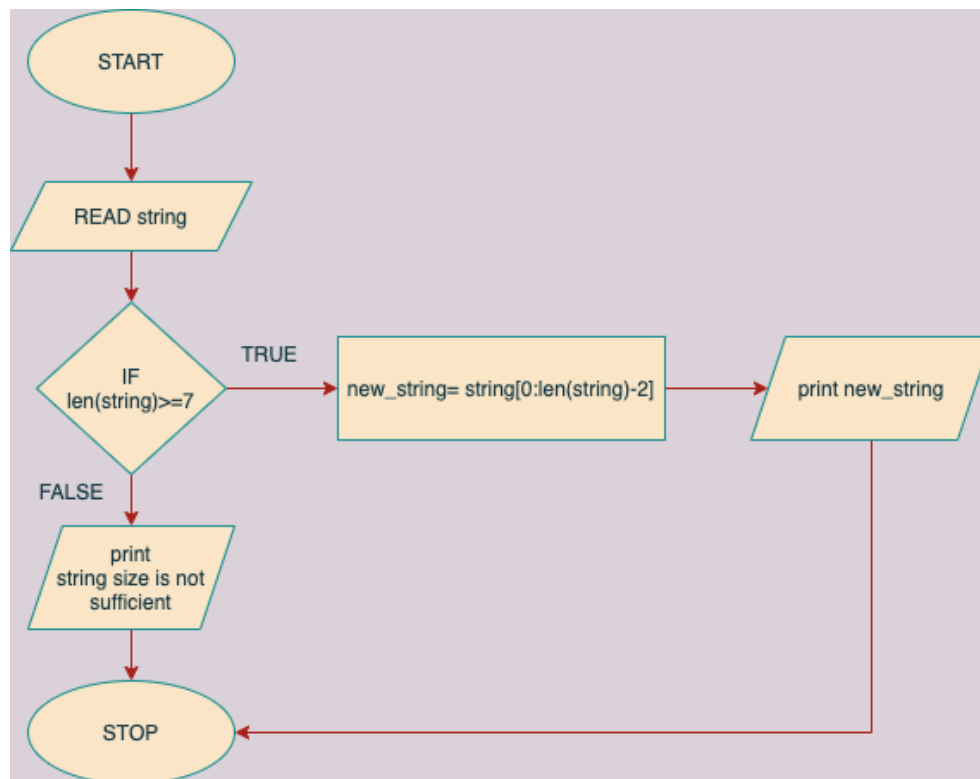 START
READ string
IF
len(string)>=7
TRUE
new_string= string[0:len(string)-2]
print new_string
FALSE
print
string size is not
sufficient
STOP